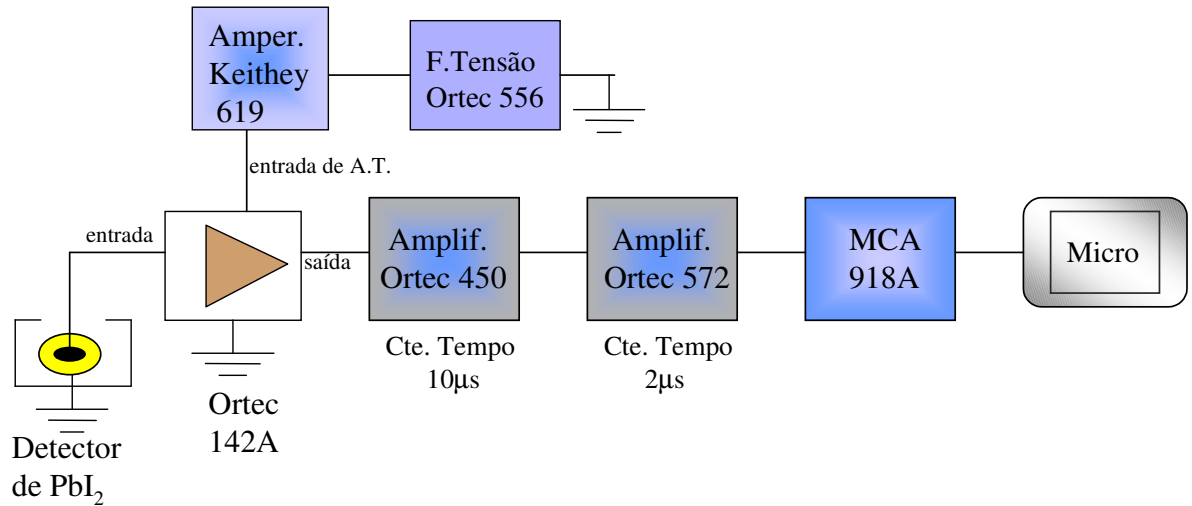 Amper.
Keithey
619
F.Tensão
Ortec 556
entrada de A.T.
entrada
saída
Amplif.
Ortec 450
Amplif.
Ortec 572
MCA
918A
Micro
Cte. Tempo
10μs
Cte. Tempo
2μs
Ortec
142A
Detector
de PbI₂